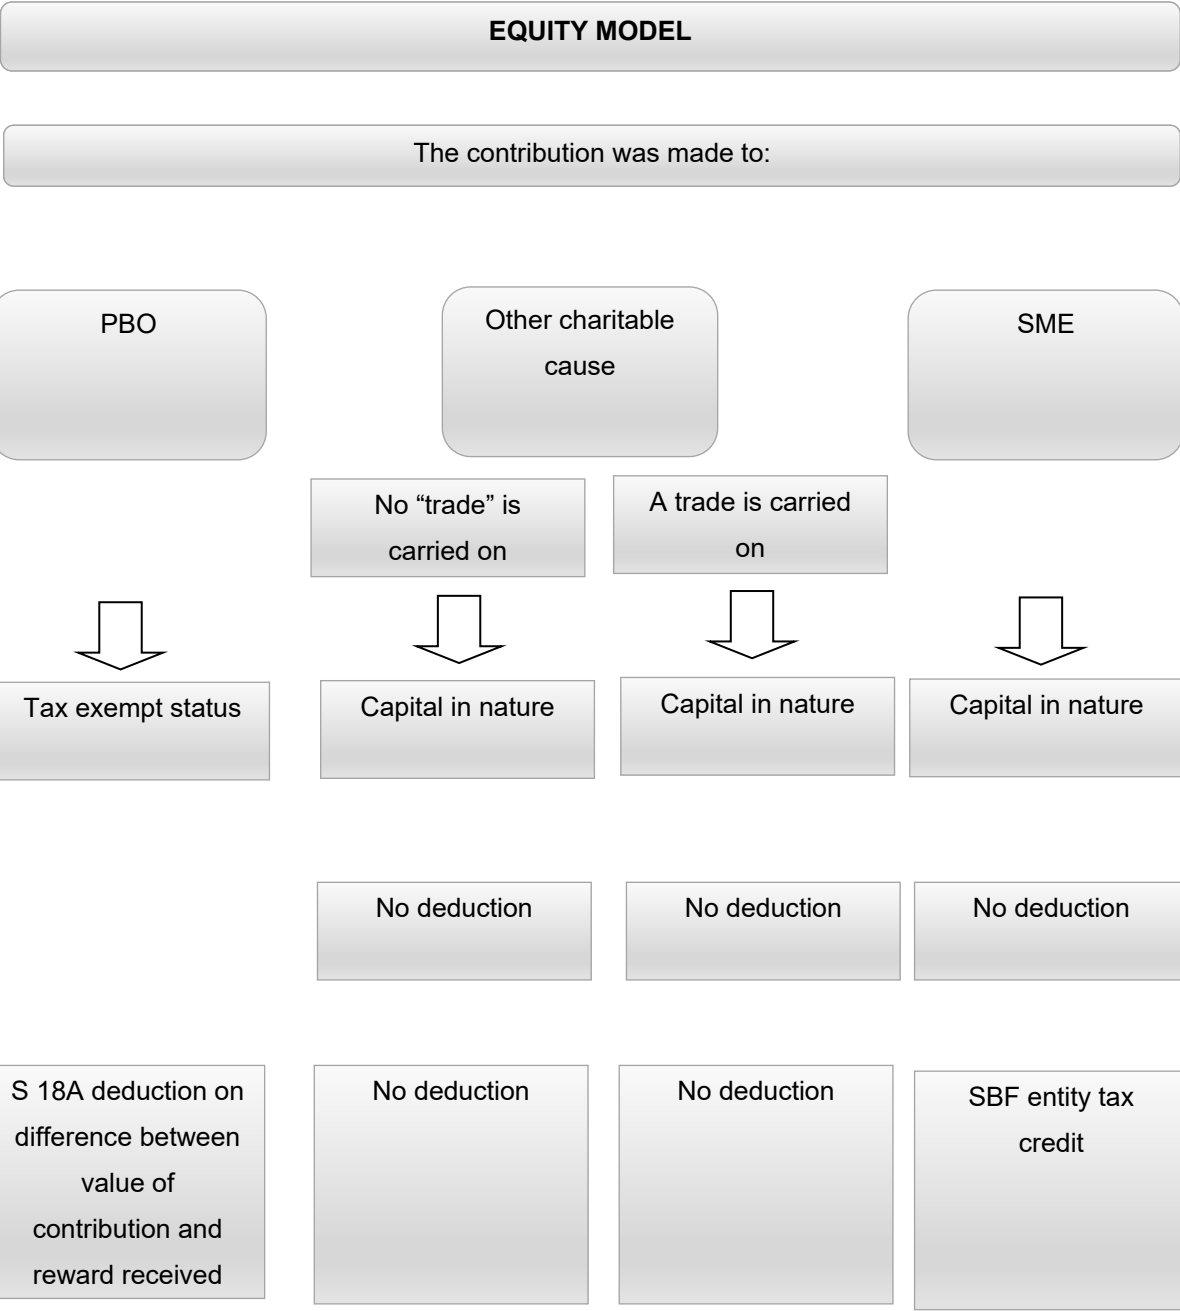 EQUITY MODEL
The contribution was made to:
PBO
Other charitable
cause
SME
No “trade” is
carried on
A trade is carried
on
Tax exempt status
Capital in nature
Capital in nature
Capital in nature
No deduction
No deduction
No deduction
S 18A deduction on
difference between
value of
contribution and
reward received
No deduction
No deduction
SBF entity tax
credit